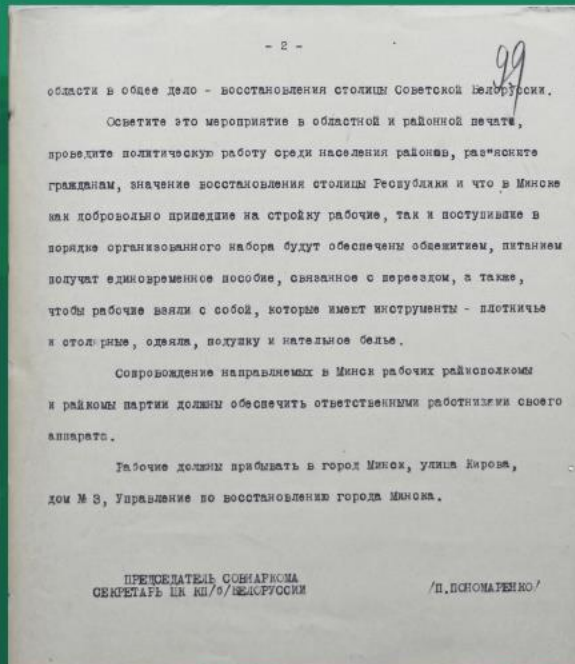 - 2 -
99
области в общее дело - восстановления столицы Советской Белоруссии.
Осветите это мероприятие в областной и районной печати,
проведите политическую работу среди населения районов, раз"ясните
гражданам, значение восстановления столицы Республики и что в Минске
как добровольно пришедшие на стройку рабочие, так и поступившие в
порядке организованного набора будут обеспечены общежитием, питанием
получат единовременное пособие, связанное с переездом, а также,
чтобы рабочие взяли с собой, которые имеют инструменты - плотничье
и столярные, одеяла, подушку и нательное белье.
Сопровождение направляемых в Минск рабочих райисполкомы
и райкомы партии должны обеспечить ответственными работниками своего
аппарата.
Рабочие должны прибывать в город Минск, улица Кирова,
дом № 3, Управление по восстановлению города Минска.
ПРЕДСЕДАТЕЛЬ СОВНАРКОМА
СЕКРЕТАРЬ ЦК КП/б/БЕЛОРУССИИ
/П.ПОНОМАРЕНКО/